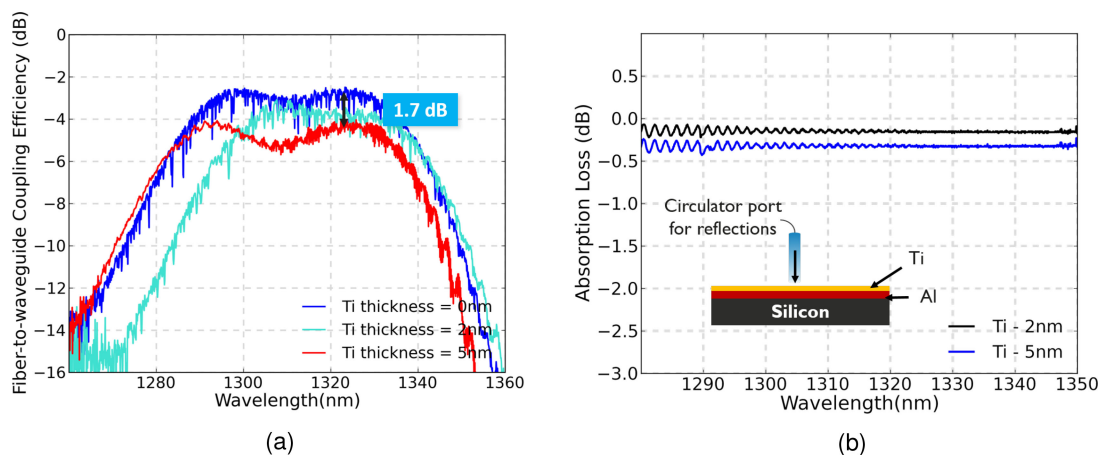 Fiber-to-waveguide Coupling Efficiency (dB)
0
−2
−4
−6
−8
−10
−12
−14
−16
1.7 dB
Ti thickness = 0nm
Ti thickness = 2nm
Ti thickness = 5nm
1280
1300
1320
1340
1360
Wavelength(nm)
(a)
Absorption Loss (dB)
0.5
0.0
−0.5
−1.0
−1.5
−2.0
−2.5
−3.0
Circulator port
for reflections
Ti
Al
Silicon
Ti - 2nm
Ti - 5nm
1290
1300
1310
1320
1330
1340
1350
Wavelength(nm)
(b)